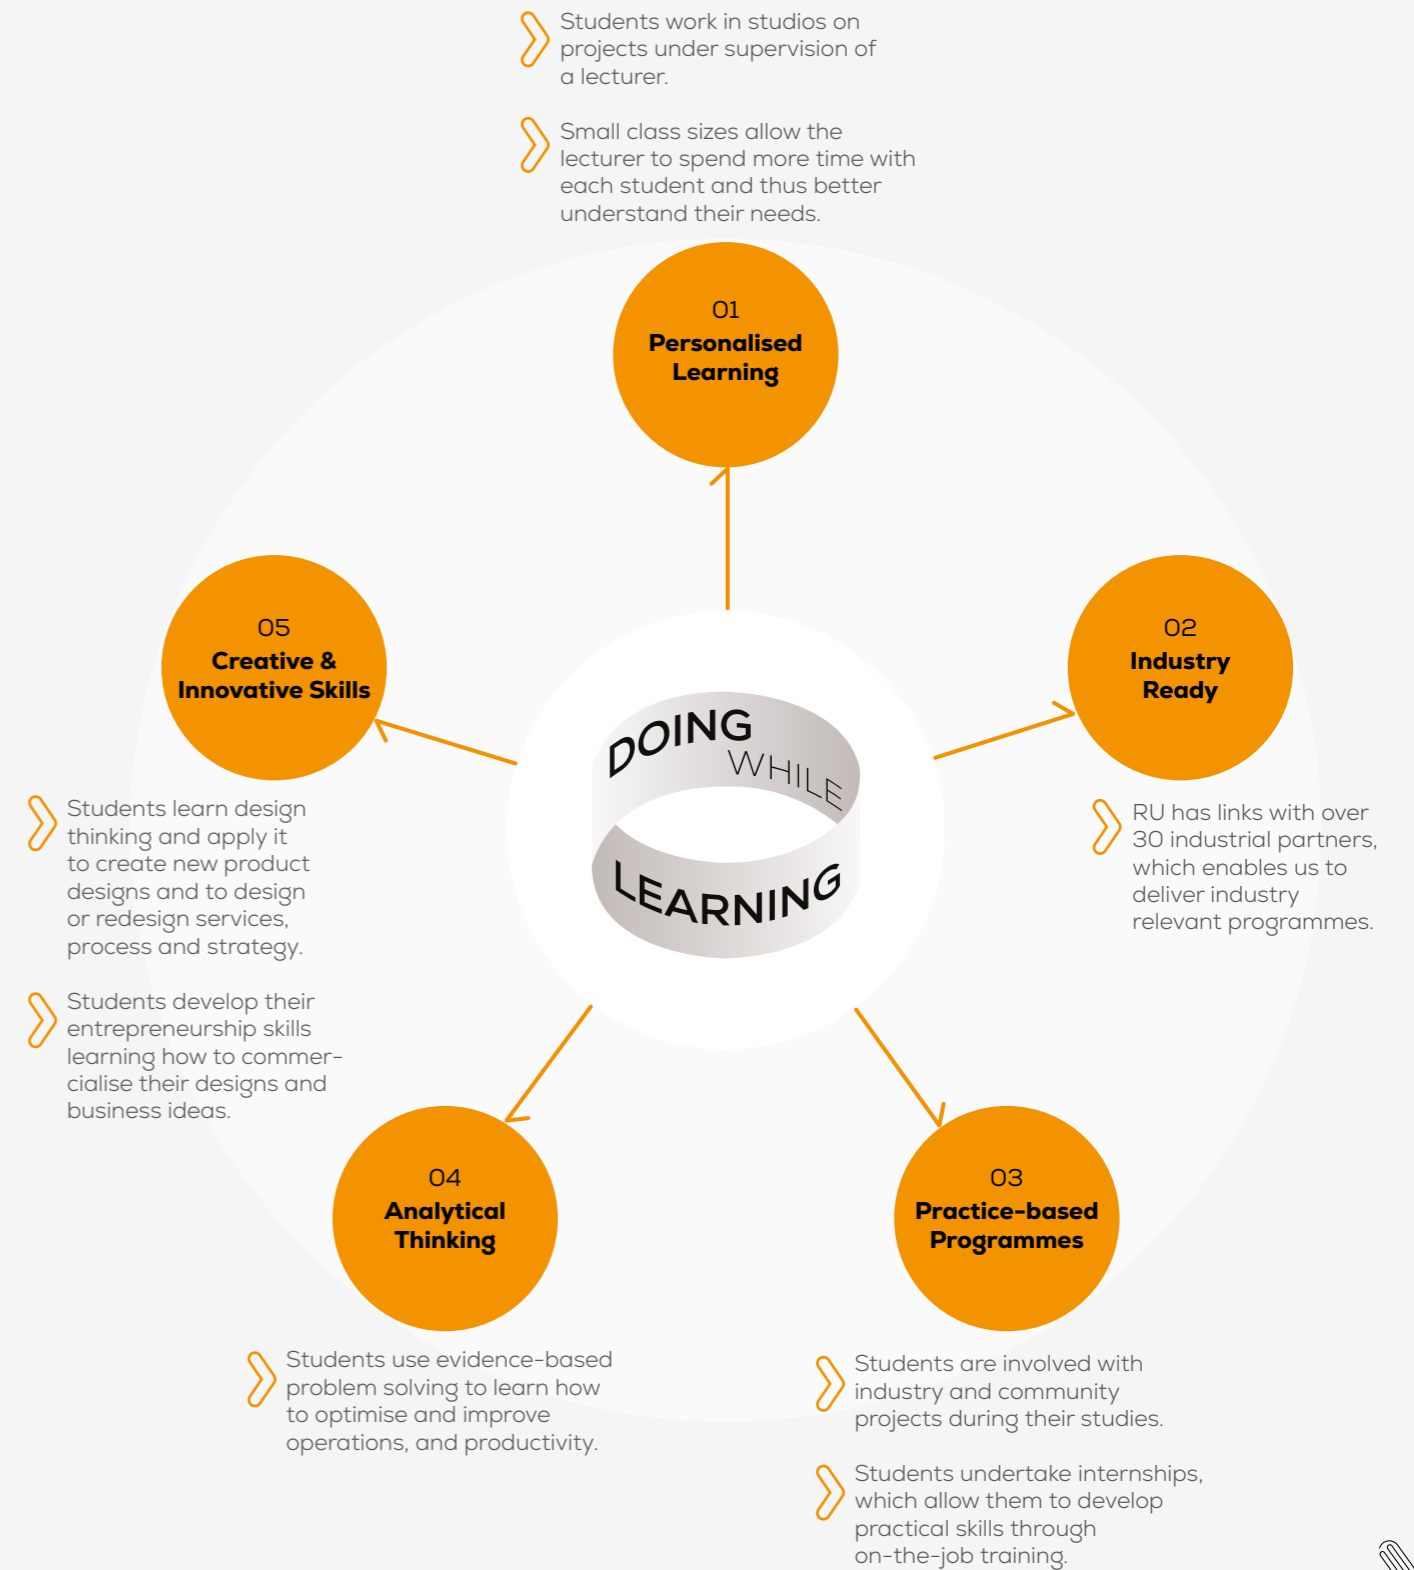 Students work in studios on
projects under supervision of
a lecturer.
Small class sizes allow the
lecturer to spend more time with
each student and thus better
understand their needs.
01
Personalised
Learning
02
Industry
Ready
RU has links with over
30 industrial partners,
which enables us to
deliver industry
relevant programmes.
03
Practice-based
Programmes
Students are involved with
industry and community
projects during their studies.
Students undertake internships,
which allow them to develop
practical skills through
on-the-job training.
04
Analytical
Thinking
Students use evidence-based
problem solving to learn how
to optimise and improve
operations, and productivity.
05
Creative &
Innovative Skills
Students learn design
thinking and apply it
to create new product
designs and to design
or redesign services,
process and strategy.
Students develop their
entrepreneurship skills
learning how to commer-
cialise their designs and
business ideas.
DOING
WHILE
LEARNING